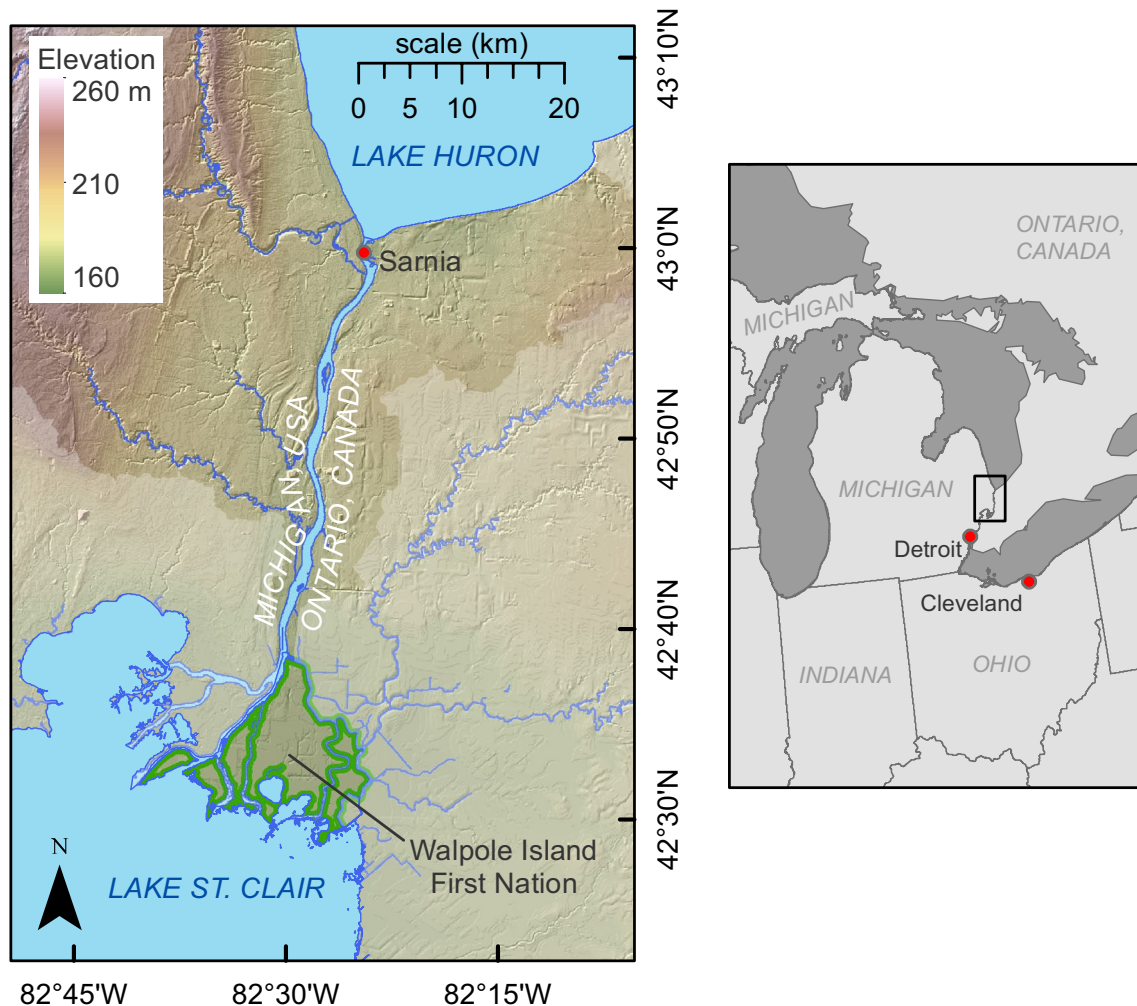 Elevation
260 m
210
160
scale (km)
0 5 10 20
LAKE HURON
Sarnia
MICHIGAN, USA
ONTARIO, CANADA
Walpole Island
First Nation
N
LAKE ST. CLAIR
43°10'N
43°0'N
42°50'N
42°40'N
42°30'N
82°45'W 82°30'W 82°15'W
ONTARIO,
CANADA
MICHIGAN
MICHIGAN
Detroit
Cleveland
INDIANA
OHIO